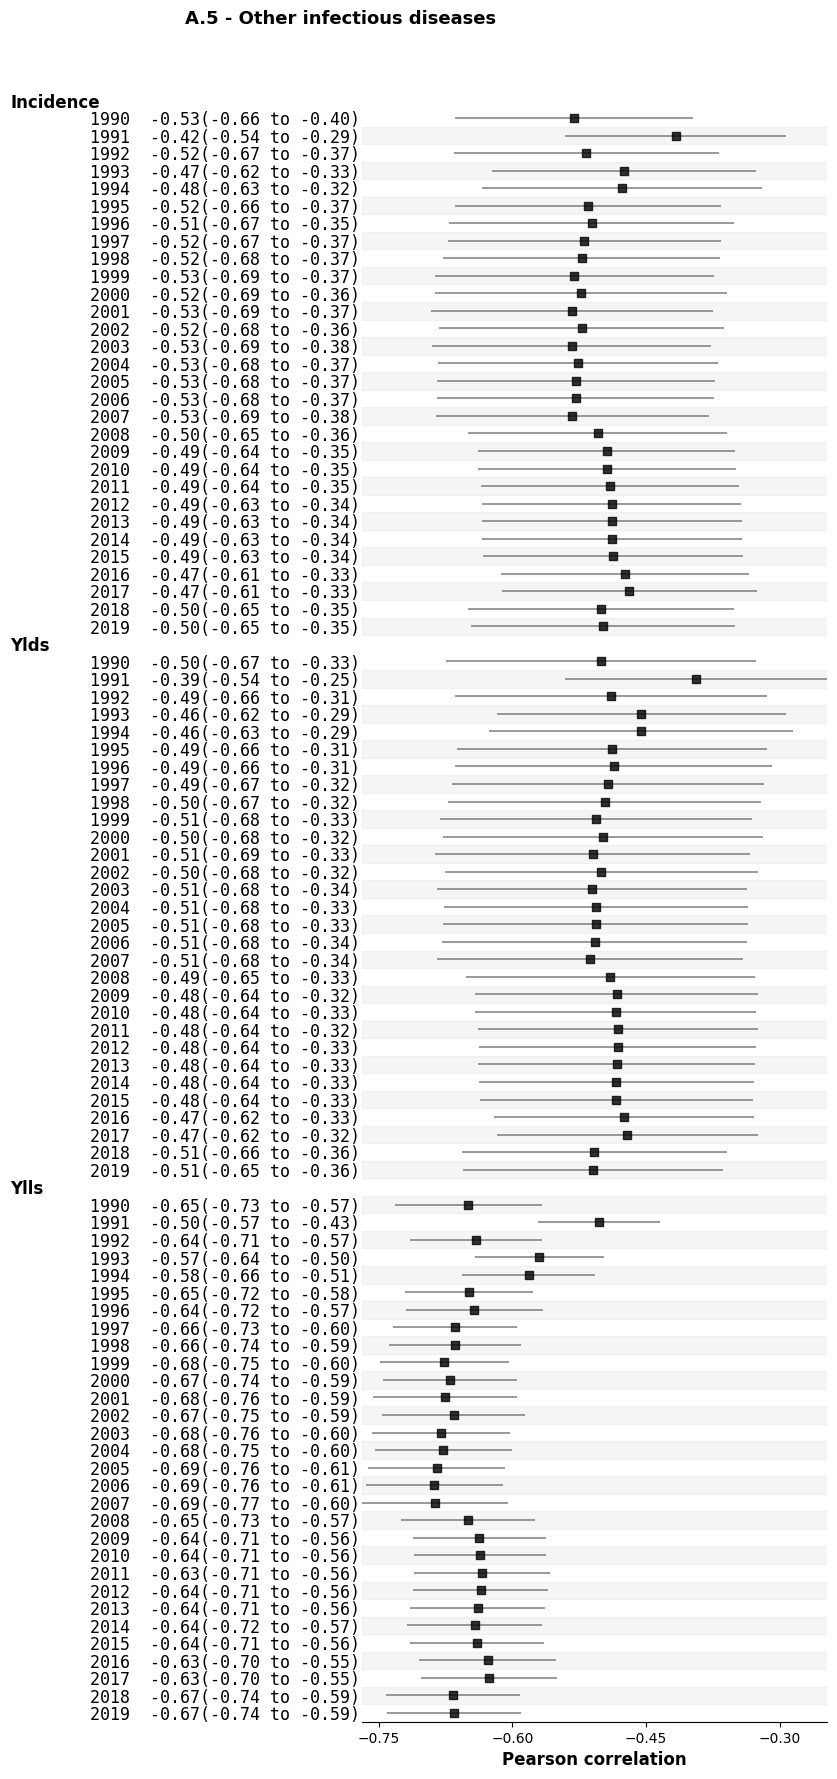 A.5 - Other infectious diseases
Incidence
1990 -0.53(-0.66 to -0.40)
1991 -0.42(-0.54 to -0.29)
1992 -0.52(-0.67 to -0.37)
1993 -0.47(-0.62 to -0.33)
1994 -0.48(-0.63 to -0.32)
1995 -0.52(-0.66 to -0.37)
1996 -0.51(-0.67 to -0.35)
1997 -0.52(-0.67 to -0.37)
1998 -0.52(-0.68 to -0.37)
1999 -0.53(-0.69 to -0.37)
2000 -0.52(-0.69 to -0.36)
2001 -0.53(-0.69 to -0.37)
2002 -0.52(-0.68 to -0.36)
2003 -0.53(-0.69 to -0.38)
2004 -0.53(-0.68 to -0.37)
2005 -0.53(-0.68 to -0.37)
2006 -0.53(-0.68 to -0.37)
2007 -0.53(-0.69 to -0.38)
2008 -0.50(-0.65 to -0.36)
2009 -0.49(-0.64 to -0.35)
2010 -0.49(-0.64 to -0.35)
2011 -0.49(-0.64 to -0.35)
2012 -0.49(-0.63 to -0.34)
2013 -0.49(-0.63 to -0.34)
2014 -0.49(-0.63 to -0.34)
2015 -0.49(-0.63 to -0.34)
2016 -0.47(-0.61 to -0.33)
2017 -0.47(-0.61 to -0.33)
2018 -0.50(-0.65 to -0.35)
2019 -0.50(-0.65 to -0.35)
Ylds
1990 -0.50(-0.67 to -0.33)
1991 -0.39(-0.54 to -0.25)
1992 -0.49(-0.66 to -0.31)
1993 -0.46(-0.62 to -0.29)
1994 -0.46(-0.63 to -0.29)
1995 -0.49(-0.66 to -0.31)
1996 -0.49(-0.66 to -0.31)
1997 -0.49(-0.67 to -0.32)
1998 -0.50(-0.67 to -0.32)
1999 -0.51(-0.68 to -0.33)
2000 -0.50(-0.68 to -0.32)
2001 -0.51(-0.69 to -0.33)
2002 -0.50(-0.68 to -0.32)
2003 -0.51(-0.68 to -0.34)
2004 -0.51(-0.68 to -0.33)
2005 -0.51(-0.68 to -0.33)
2006 -0.51(-0.68 to -0.34)
2007 -0.51(-0.68 to -0.34)
2008 -0.49(-0.65 to -0.33)
2009 -0.48(-0.64 to -0.32)
2010 -0.48(-0.64 to -0.33)
2011 -0.48(-0.64 to -0.32)
2012 -0.48(-0.64 to -0.33)
2013 -0.48(-0.64 to -0.33)
2014 -0.48(-0.64 to -0.33)
2015 -0.48(-0.64 to -0.33)
2016 -0.47(-0.62 to -0.33)
2017 -0.47(-0.62 to -0.32)
2018 -0.51(-0.66 to -0.36)
2019 -0.51(-0.65 to -0.36)
Ylls
1990 -0.65(-0.73 to -0.57)
1991 -0.50(-0.57 to -0.43)
1992 -0.64(-0.71 to -0.57)
1993 -0.57(-0.64 to -0.50)
1994 -0.58(-0.66 to -0.51)
1995 -0.65(-0.72 to -0.58)
1996 -0.64(-0.72 to -0.57)
1997 -0.66(-0.73 to -0.60)
1998 -0.66(-0.74 to -0.59)
1999 -0.68(-0.75 to -0.60)
2000 -0.67(-0.74 to -0.59)
2001 -0.68(-0.76 to -0.59)
2002 -0.67(-0.75 to -0.59)
2003 -0.68(-0.76 to -0.60)
2004 -0.68(-0.75 to -0.60)
2005 -0.69(-0.76 to -0.61)
2006 -0.69(-0.76 to -0.61)
2007 -0.69(-0.77 to -0.60)
2008 -0.65(-0.73 to -0.57)
2009 -0.64(-0.71 to -0.56)
2010 -0.64(-0.71 to -0.56)
2011 -0.63(-0.71 to -0.56)
2012 -0.64(-0.71 to -0.56)
2013 -0.64(-0.71 to -0.56)
2014 -0.64(-0.72 to -0.57)
2015 -0.64(-0.71 to -0.56)
2016 -0.63(-0.70 to -0.55)
2017 -0.63(-0.70 to -0.55)
2018 -0.67(-0.74 to -0.59)
2019 -0.67(-0.74 to -0.59)
−0.75 −0.60 −0.45 −0.30
Pearson correlation